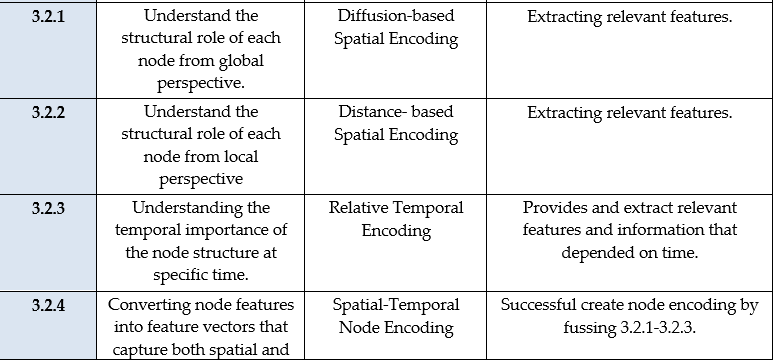 3.2.1
Understand the
structural role of each
node from global
perspective.
Diffusion-based
Spatial Encoding
Extracting relevant features.
3.2.2
Understand the
structural role of each
node from local
perspective
Distance- based
Spatial Encoding
Extracting relevant features.
3.2.3
Understanding the
temporal importance of
the node structure at
specific time.
Relative Temporal
Encoding
Provides and extract relevant
features and information that
depended on time.
3.2.4
Converting node features
into feature vectors that
capture both spatial and
Spatial-Temporal
Node Encoding
Successful create node encoding by
fussing 3.2.1-3.2.3.